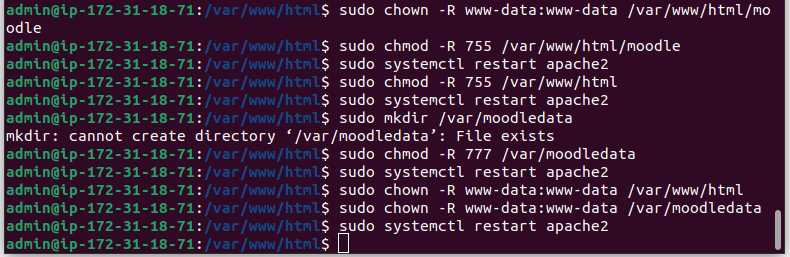 admin@ip-172-31-18-71:/var/www/html$ sudo chown -R www-data:www-data /var/www/html/mo
odle
admin@ip-172-31-18-71:/var/www/html$ sudo chmod -R 755 /var/www/html/moodle
admin@ip-172-31-18-71:/var/www/html$ sudo systemctl restart apache2
admin@ip-172-31-18-71:/var/www/html$ sudo chmod -R 755 /var/www/html
admin@ip-172-31-18-71:/var/www/html$ sudo systemctl restart apache2
admin@ip-172-31-18-71:/var/www/html$ sudo mkdir /var/moodledata
mkdir: cannot create directory ‘/var/moodledata’: File exists
admin@ip-172-31-18-71:/var/www/html$ sudo chmod -R 777 /var/moodledata
admin@ip-172-31-18-71:/var/www/html$ sudo systemctl restart apache2
admin@ip-172-31-18-71:/var/www/html$ sudo chown -R www-data:www-data /var/www/html
admin@ip-172-31-18-71:/var/www/html$ sudo chown -R www-data:www-data /var/moodledata
admin@ip-172-31-18-71:/var/www/html$ sudo systemctl restart apache2
admin@ip-172-31-18-71:/var/www/html$